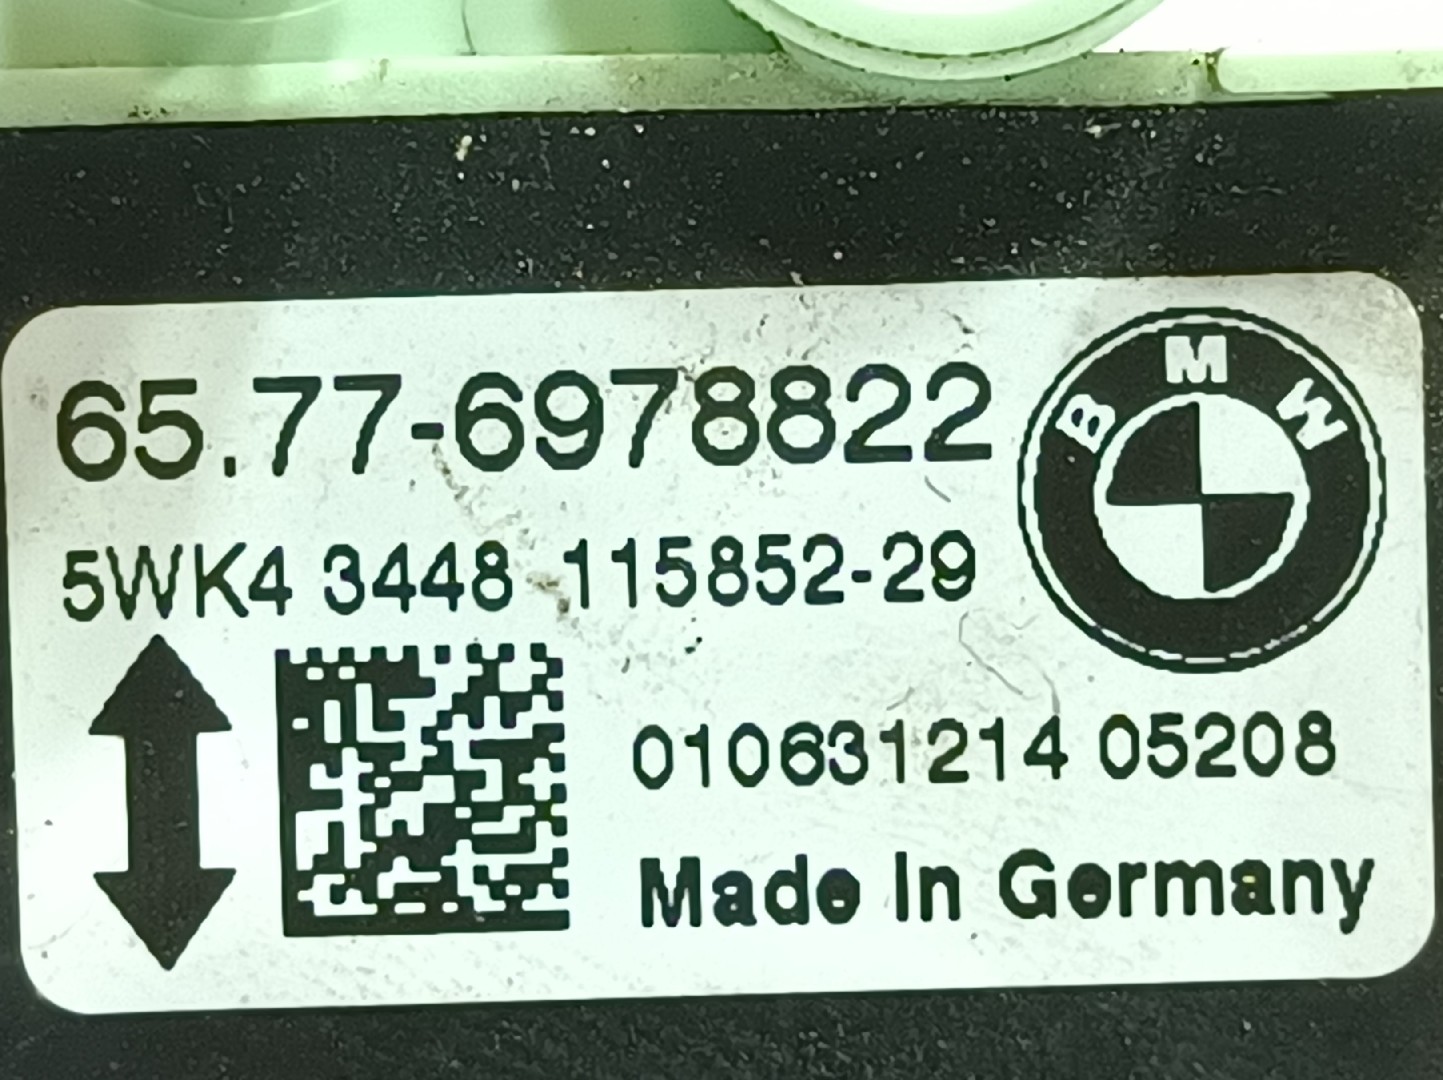 65.77-6978822
BMW
5WK4 3448 115852-29
010631214 05208
Made In Germany